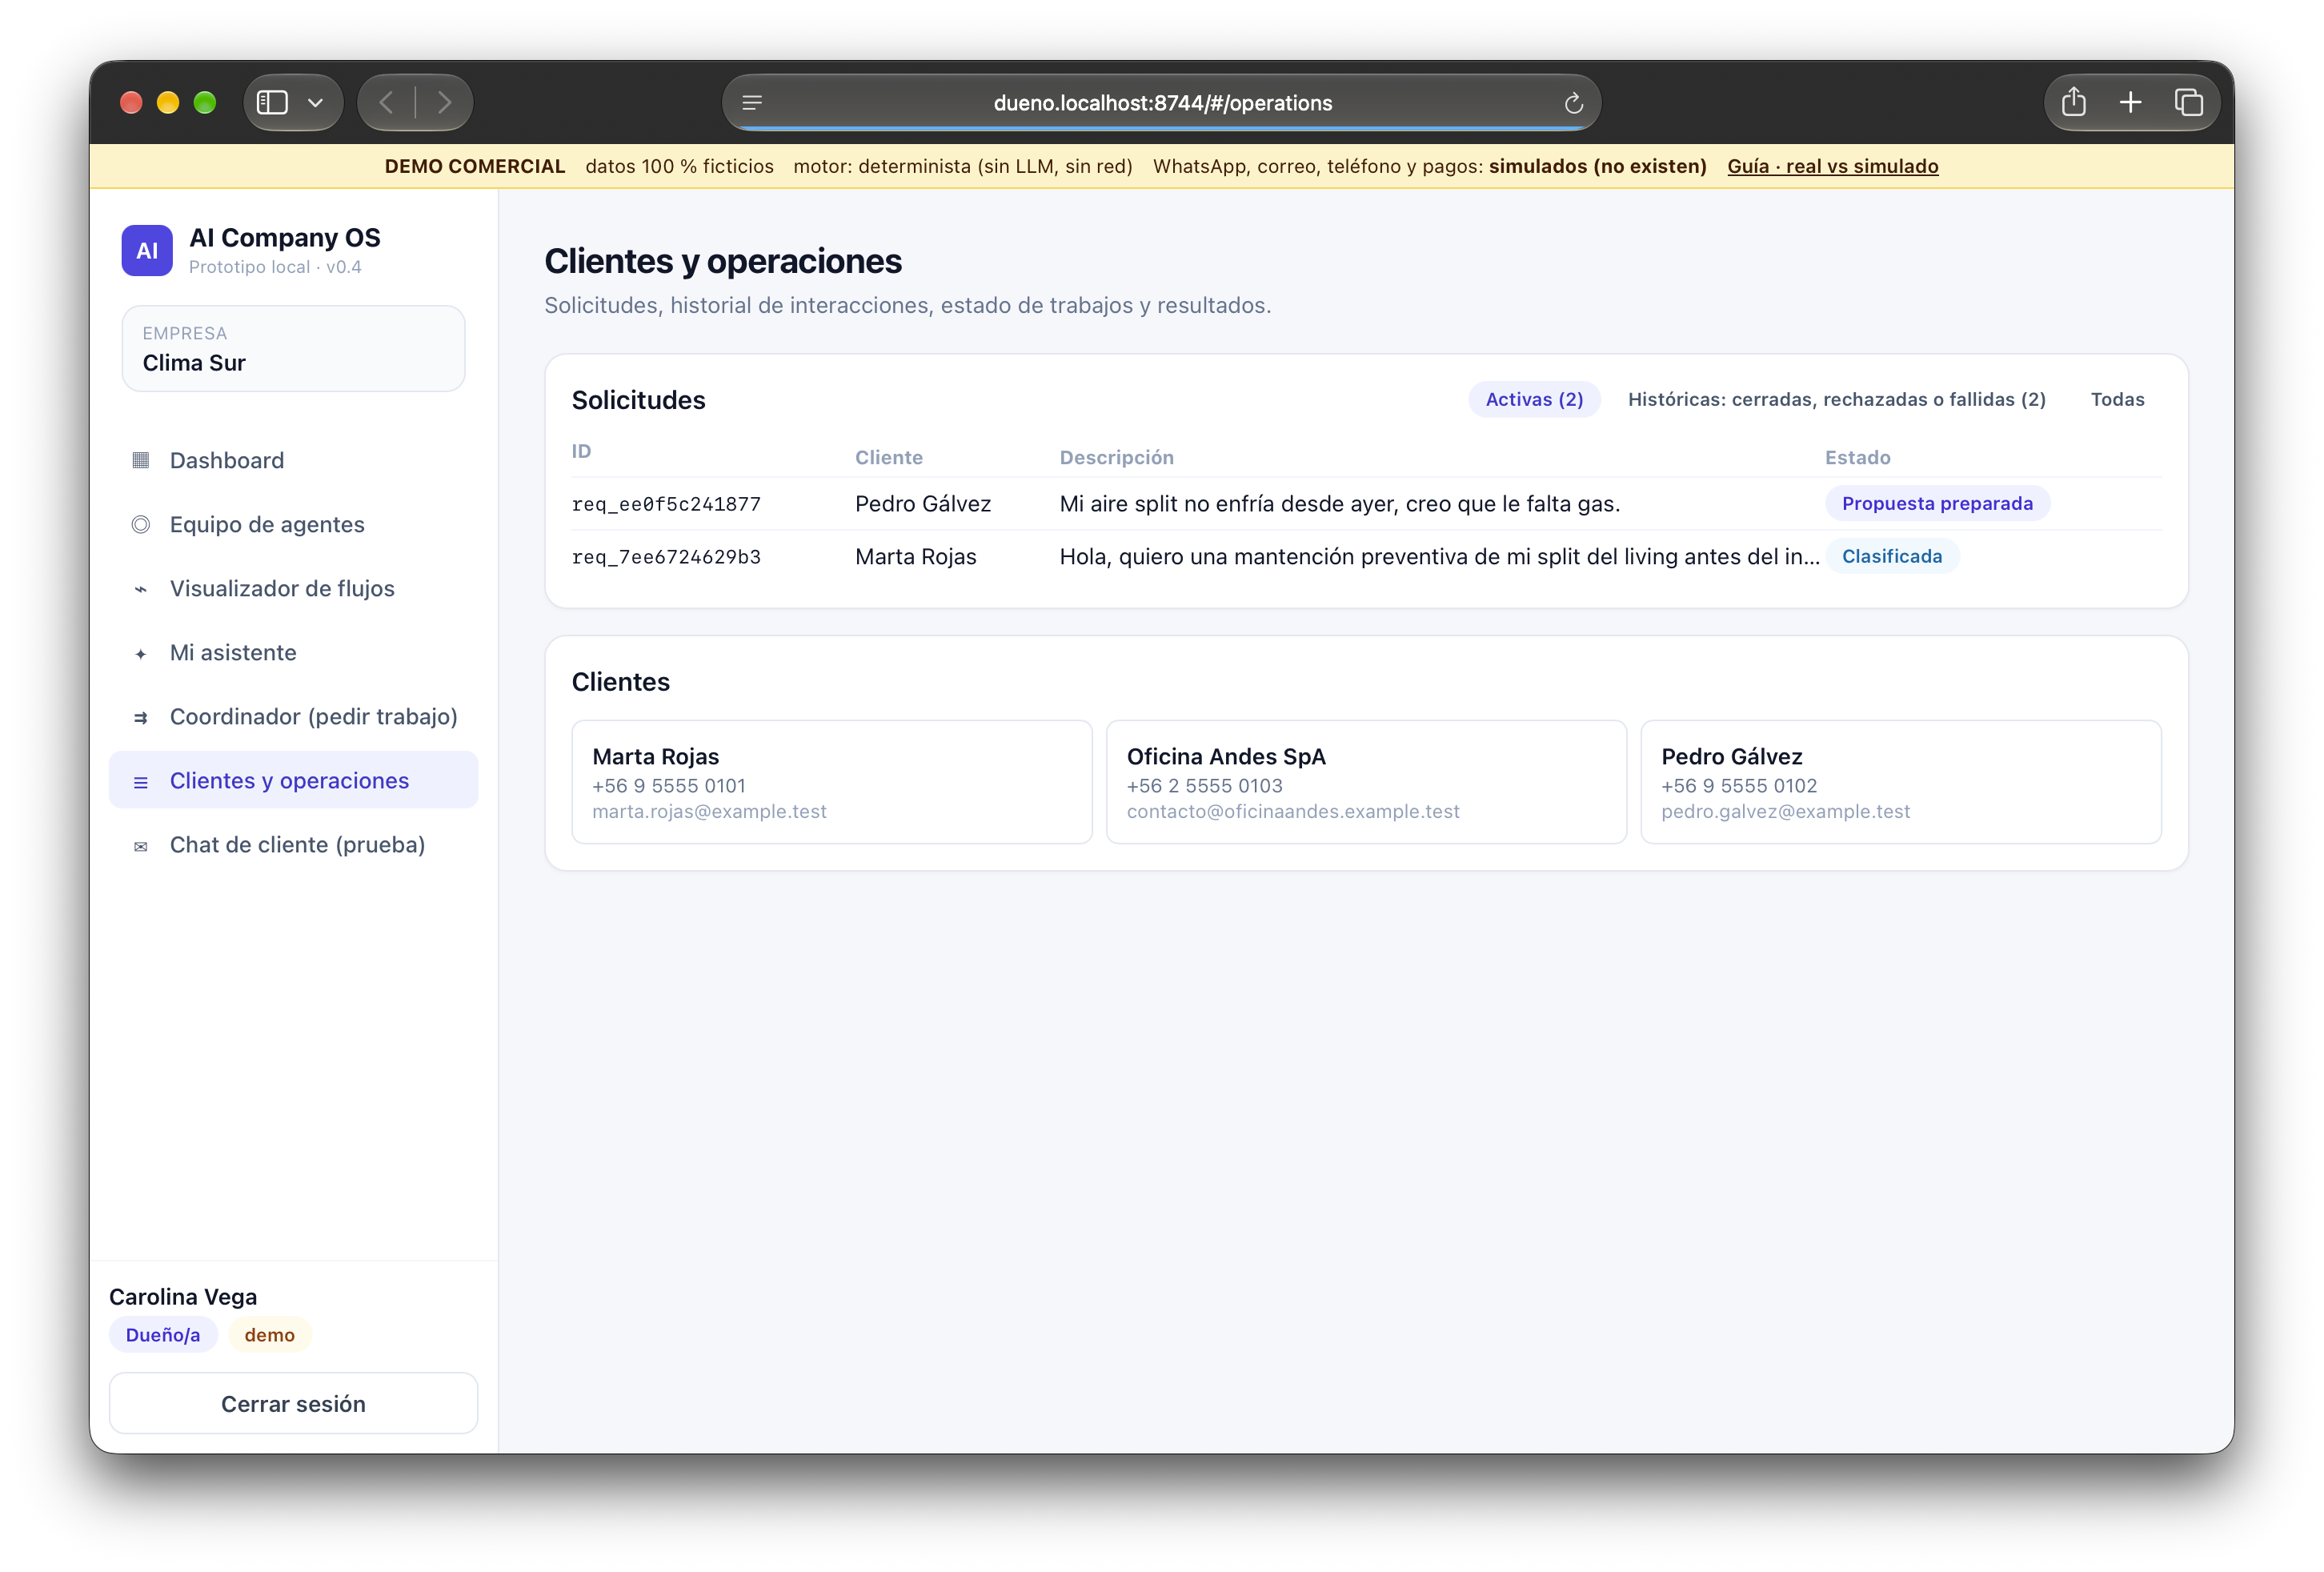 dueno.localhost:8744/#/operations
DEMO COMERCIAL datos 100 % ficticios motor: determinista (sin LLM, sin red) WhatsApp, correo, teléfono y pagos: simulados (no existen) Guía · real vs simulado
AI
AI Company OS
Prototipo local · v0.4
EMPRESA
Clima Sur
Dashboard
Equipo de agentes
Visualizador de flujos
Mi asistente
Coordinador (pedir trabajo)
Clientes y operaciones
Chat de cliente (prueba)
Carolina Vega
Dueño/a demo
Cerrar sesión
Clientes y operaciones
Solicitudes, historial de interacciones, estado de trabajos y resultados.
Solicitudes Activas (2) Históricas: cerradas, rechazadas o fallidas (2) Todas
ID Cliente Descripción Estado
req_ee0f5c241877 Pedro Gálvez Mi aire split no enfría desde ayer, creo que le falta gas. Propuesta preparada
req_7ee6724629b3 Marta Rojas Hola, quiero una mantención preventiva de mi split del living antes del in... Clasificada
Clientes
Marta Rojas
+56 9 5555 0101
marta.rojas@example.test
Oficina Andes SpA
+56 2 5555 0103
contacto@oficinaandes.example.test
Pedro Gálvez
+56 9 5555 0102
pedro.galvez@example.test